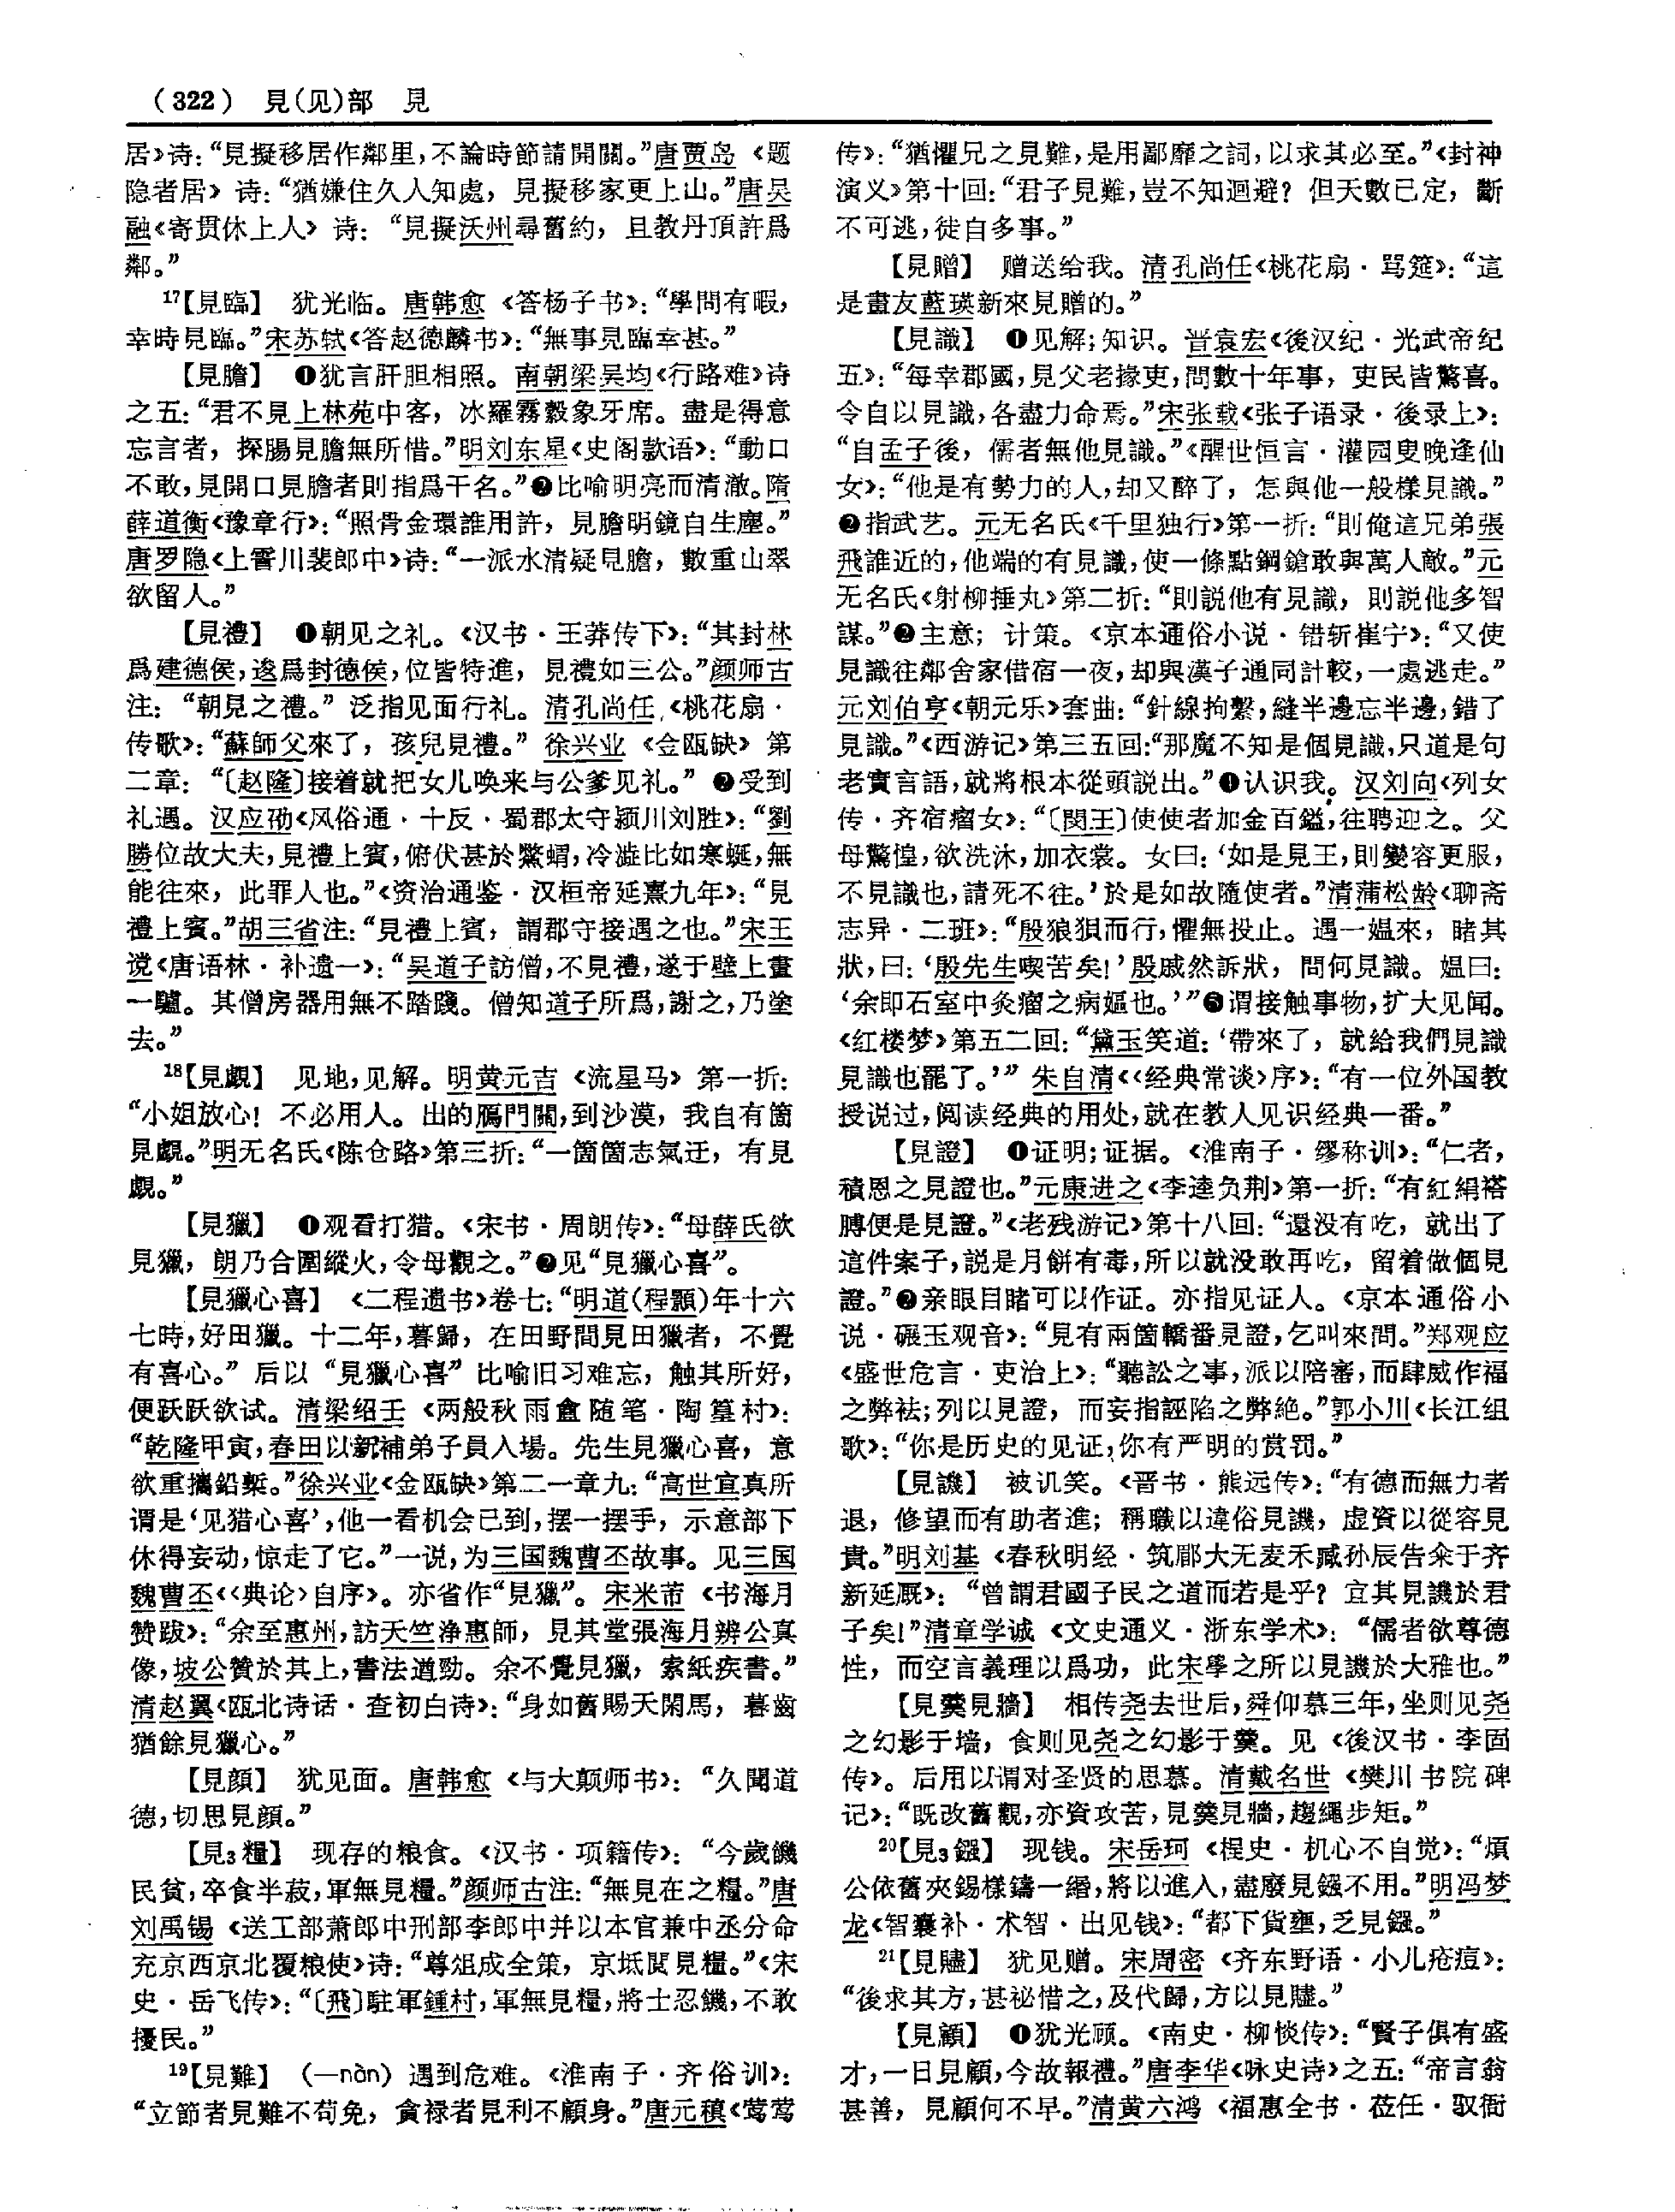 （322） 見(见)部 見
居》诗：“見擬移居作鄰里，不論時節請開關。”唐贾岛《题
隐者居》诗：“猶嫌住久人知處，見擬移家更上山。”唐吴
融《寄贯休上人》诗：“見擬沃州尋舊約，且教丹頂許爲
鄰。”
17【見臨】 犹光临。唐韩愈《答杨子书》：“學問有暇，
幸時見臨。”宋苏轼《答赵德麟书》：“無事見臨幸甚。”
【見膽】 ❶犹言肝胆相照。南朝梁吴均《行路难》诗
之五：“君不見上林苑中客，冰羅霧縠象牙席。盡是得意
忘言者，探腸見膽無所惜。”明刘东星《史阁款语》：“動口
不敢，見開口見膽者則指爲干名。”❷比喻明亮而清澈。隋
薛道衡《豫章行》：“照骨金環誰用許，見膽明鏡自生塵。”
唐罗隐《上霅川裴郎中》诗：“一派水清疑見膽，數重山翠
欲留人。”
【見禮】 ❶朝见之礼。《汉书·王莽传下》：“其封林
爲建德侯，逡爲封德侯，位皆特進，見禮如三公。”颜师古
注：“朝見之禮。”泛指见面行礼。清孔尚任《桃花扇·
传歌》：“蘇師父來了，孩兒見禮。”徐兴业《金瓯缺》第
二章：“〔赵隆〕接着就把女儿唤来与公爹见礼。”❷受到
礼遇。汉应劭《风俗通·十反·蜀郡太守颍川刘胜》：“劉
勝位故大夫，見禮上賓，俯伏甚於鱉蝟，冷澁比如寒蜒，無
能往來，此罪人也。”《资治通鉴·汉桓帝延熹九年》：“見
禮上賓。”胡三省注：“見禮上賓，謂郡守接遇之也。”宋王
谠《唐语林·补遗一》：“吴道子訪僧，不見禮，遂于壁上畫
一驢。其僧房器用無不踏踐。僧知道子所爲，謝之，乃塗
去。”
18【見覷】 见地，见解。明黄元吉《流星马》第一折：
“小姐放心！不必用人。出的鴈門關，到沙漠，我自有箇
見覷。”明无名氏《陈仓路》第三折：“一箇箇志氣迂，有見
覷。”
【見獵】 ❶观看打猎。《宋书·周朗传》：“母薛氏欲
見獵，朗乃合圍縱火，令母觀之。”❷见“見獵心喜”。
【見獵心喜】 《二程遗书》卷七：“明道（程顥）年十六
七時，好田獵。十二年，暮歸，在田野間見田獵者，不覺
有喜心。”后以“見獵心喜”比喻旧习难忘，触其所好，
便跃跃欲试。清梁绍壬《两般秋雨盦随笔·陶篁村》：
“乾隆甲寅，春田以新補弟子員入場。先生見獵心喜，意
欲重攜鉛槧。”徐兴业《金瓯缺》第二一章九：“高世宣真所
谓是‘见猎心喜’，他一看机会已到，摆一摆手，示意部下
休得妄动，惊走了它。”一说，为三国魏曹丕故事。见三国
魏曹丕《〈典论〉自序》。亦省作“見獵”。宋米芾《书海月
赞跋》：“余至惠州，訪天竺净惠師，見其堂張海月辨公真
像，坡公贊於其上，書法遒勁。余不覺見獵，索紙疾書。”
清赵翼《瓯北诗话·查初白诗》：“身如舊賜天閑馬，暮齒
猶餘見獵心。”
【見顔】 犹见面。唐韩愈《与大颠师书》：“久聞道
德，切思見顔。”
【見3糧】 现存的粮食。《汉书·项籍传》：“今歲饑
民貧，卒食半菽，軍無見糧。”颜师古注：“無見在之糧。”唐
刘禹锡《送工部萧郎中刑部李郎中并以本官兼中丞分命
充京西京北覆粮使》诗：“尊俎成全策，京坻閱見糧。”《宋
史·岳飞传》：“〔飛〕駐軍鍾村，軍無見糧，將士忍饑，不敢
擾民。”
19【見難】（—nàn）遇到危难。《淮南子·齐俗训》：
“立節者見難不苟免，貪禄者見利不顧身。”唐元稹《莺莺
传》：“猶懼兄之見難，是用鄙靡之詞，以求其必至。”《封神
演义》第十回：“君子見難，豈不知迴避？但天數已定，斷
不可逃，徒自多事。”
【見贈】 赠送给我。清孔尚任《桃花扇·骂筵》：“這
是畫友藍瑛新來見贈的。”
【見識】 ❶见解；知识。晋袁宏《後汉纪·光武帝纪
五》：“每幸郡國，見父老掾吏，問數十年事，吏民皆驚喜。
令自以見識，各盡力命焉。”宋张载《张子语录·後录上》：
“自孟子後，儒者無他見識。”《醒世恒言·灌园叟晚逢仙
女》：“他是有勢力的人，却又醉了，怎與他一般樣見識。”
❷指武艺。元无名氏《千里独行》第一折：“則俺這兄弟張
飛誰近的，他端的有見識，使一條點鋼鎗敢與萬人敵。”元
无名氏《射柳捶丸》第二折：“則説他有見識，則説他多智
謀。”❷主意；计策。《京本通俗小说·错斩崔宁》：“又使
見識往鄰舍家借宿一夜，却與漢子通同計較，一處逃走。”
元刘伯亨《朝元乐》套曲：“針線拘繫，縫半邊忘半邊，錯了
見識。”《西游记》第三五回：“那魔不知是個見識，只道是句
老實言語，就將根本從頭説出。”❹认识我。汉刘向《列女
传·齐宿瘤女》：“〔閔王〕使使者加金百鎰，往聘迎之。父
母驚惶，欲洗沐，加衣裳。女曰：‘如是見王，則變容更服，
不見識也，請死不往。’於是如故隨使者。”清蒲松龄《聊斋
志异·二班》：“殷狼狽而行，懼無投止。遇一媪來，睹其
狀，曰：‘殷先生喫苦矣！’殷戚然訴狀，問何見識。媪曰：
‘余即石室中灸瘤之病嫗也。’”❺谓接触事物，扩大见闻。
《红楼梦》第五二回：“黛玉笑道：‘帶來了，就給我們見識
見識也罷了。’”朱自清《〈经典常谈〉序》：“有一位外国教
授说过，阅读经典的用处，就在教人见识经典一番。”
【見證】 ❶证明；证据。《淮南子·缪称训》：“仁者，
積恩之見證也。”元康进之《李逵负荆》第一折：“有紅絹褡
膊便是見證。”《老残游记》第十八回：“還没有吃，就出了
這件案子，説是月餅有毒，所以就没敢再吃，留着做個見
證。”❷亲眼目睹可以作证。亦指见证人。《京本通俗小
说·碾玉观音》：“見有兩箇轎番見證，乞叫來問。”郑观应
《盛世危言·吏治上》：“聽訟之事，派以陪審，而肆威作福
之弊袪；列以見證，而妄指誣陷之弊絶。”郭小川《长江组
歌》：“你是历史的见证，你有严明的赏罚。”
【見譏】 被讥笑。《晋书·熊远传》：“有德而無力者
退，修望而有助者進；稱職以違俗見譏，虚資以從容見
貴。”明刘基《春秋明经·筑郿大无麦禾臧孙辰告籴于齐
新延厩》：“曾謂君國子民之道而若是乎？宜其見譏於君
子矣！”清章学诚《文史通义·浙东学术》：“儒者欲尊德
性，而空言義理以爲功，此宋學之所以見譏於大雅也。”
【見羹見牆】 相传尧去世后，舜仰慕三年，坐则见尧
之幻影于墙，食则见尧之幻影于羹。见《後汉书·李固
传》。后用以谓对圣贤的思慕。清戴名世《樊川书院碑
记》：“既改舊觀，亦資攻苦，見羹見牆，趨繩步矩。”
20【見3鏹】 现钱。宋岳珂《桯史·机心不自觉》：“煩
公依舊夾錫樣鑄一緡，將以進入，盡廢見鏹不用。”明冯梦
龙《智囊补·术智·出见钱》：“都下貨壅，乏見鏹。”
21【見贐】 犹见赠。宋周密《齐东野语·小儿疮痘》：
“後求其方，甚祕惜之，及代歸，方以見贐。”
【見顧】 ❶犹光顾。《南史·柳惔传》：“賢子俱有盛
才，一日見顧，今故報禮。”唐李华《咏史诗》之五：“帝言翁
甚善，見顧何不早。”清黄六鸿《福惠全书·莅任·驭衙